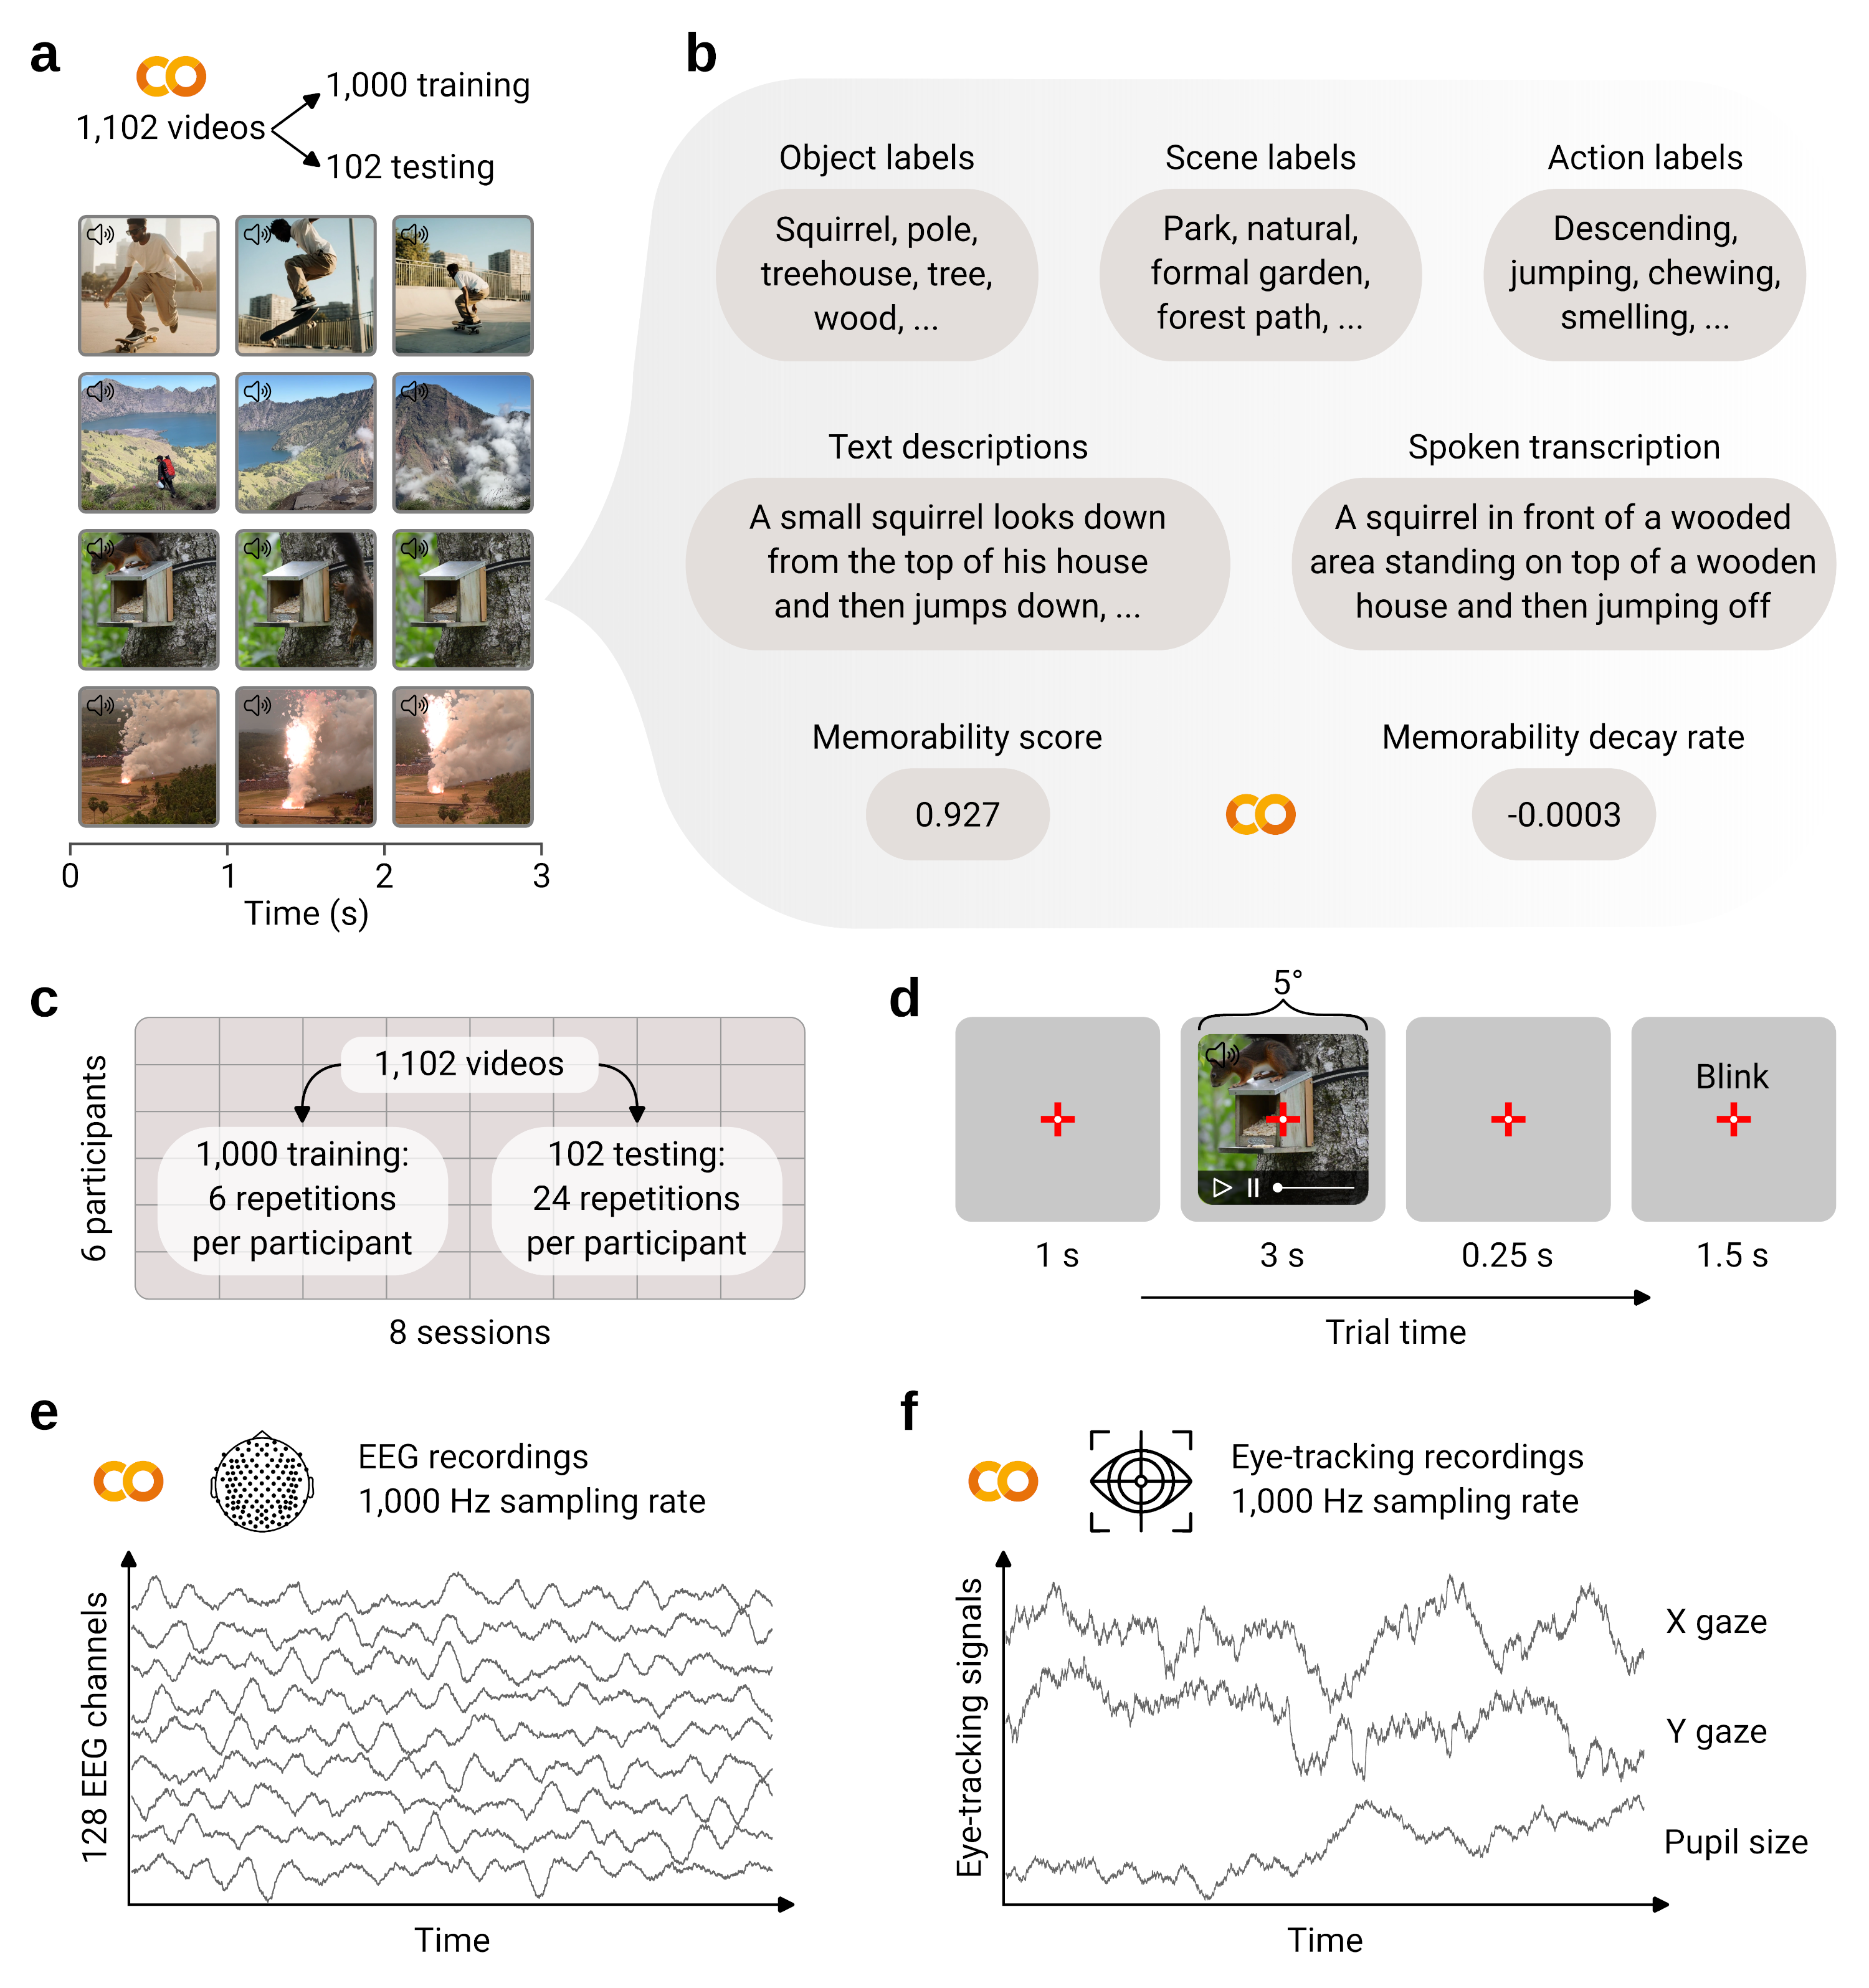 a
1,102 videos
1,000 training
102 testing
0 1 2 3
Time (s)
b
Object labels
Squirrel, pole,
treehouse, tree,
wood, ...
Scene labels
Park, natural,
formal garden,
forest path, ...
Action labels
Descending,
jumping, chewing,
smelling, ...
Text descriptions
A small squirrel looks down
from the top of his house
and then jumps down, ...
Spoken transcription
A squirrel in front of a wooded
area standing on top of a wooden
house and then jumping off
Memorability score
0.927
Memorability decay rate
-0.0003
c
6 participants
1,102 videos
1,000 training:
6 repetitions
per participant
102 testing:
24 repetitions
per participant
8 sessions
d
5°
Blink
1 s
3 s
0.25 s
1.5 s
Trial time
e
EEG recordings
1,000 Hz sampling rate
128 EEG channels
Time
f
Eye-tracking recordings
1,000 Hz sampling rate
Eye-tracking signals
X gaze
Y gaze
Pupil size
Time